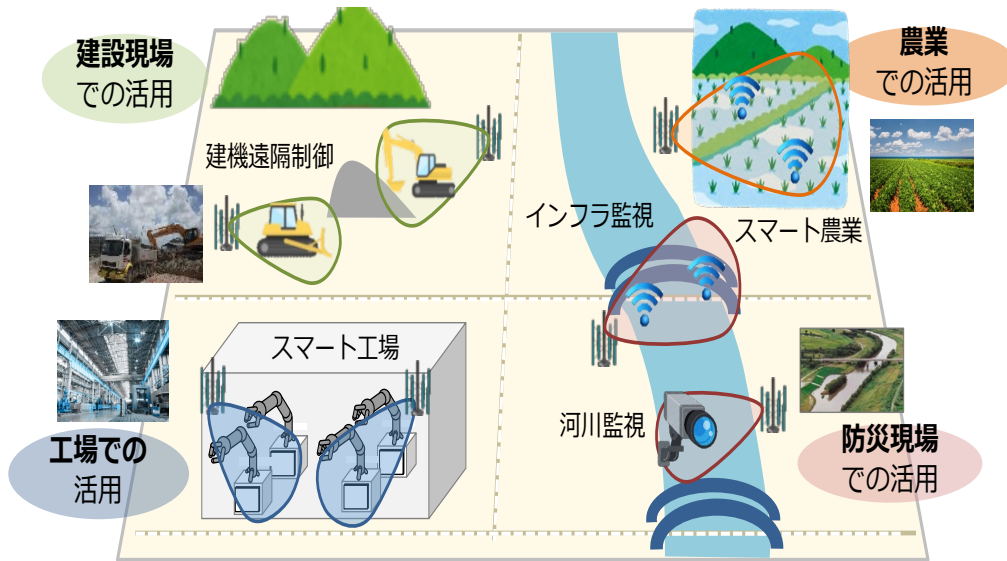 建設現場
での活用
農業
での活用
建機遠隔制御
インフラ監視
スマート農業
スマート工場
河川監視
工場での
活用
防災現場
での活用